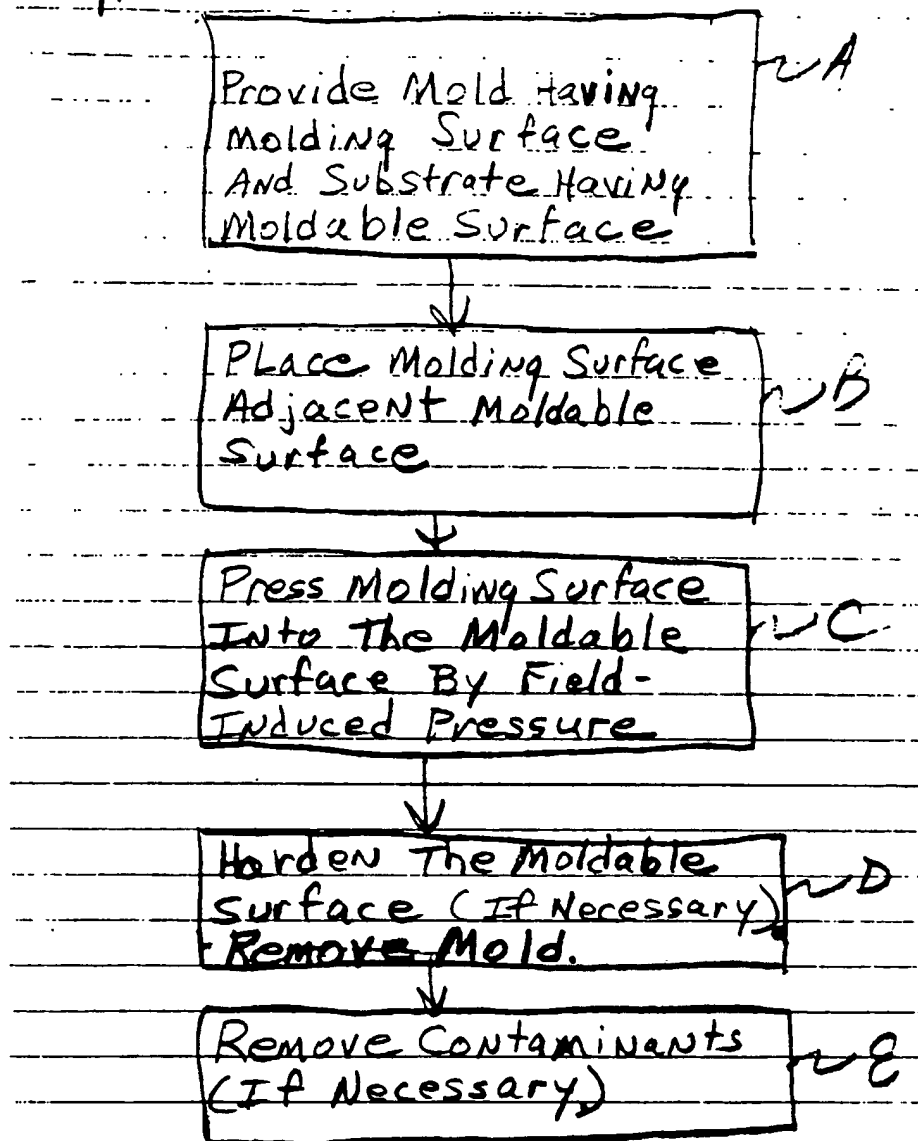 Provide Mold Having
Molding Surface
And Substrate Having
Moldable Surface
A
Place Molding Surface
Adjacent Moldable
Surface
B
Press Molding Surface
Into The Moldable
Surface By Field-
Induced Pressure
C
Harden The Moldable
Surface (If Necessary).
Remove Mold.
D
Remove Contaminants
(If Necessary)
E